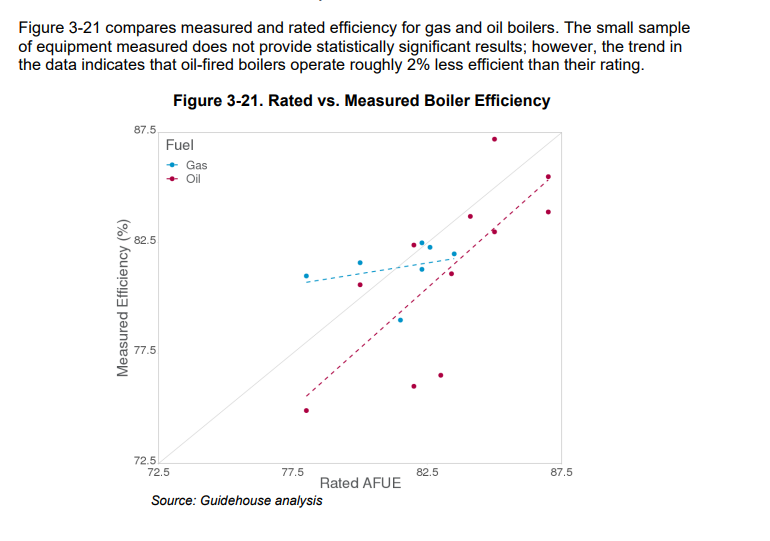 Figure 3-21 compares measured and rated efficiency for gas and oil boilers. The small sample
of equipment measured does not provide statistically significant results; however, the trend in
the data indicates that oil-fired boilers operate roughly 2% less efficient than their rating.
Figure 3-21. Rated vs. Measured Boiler Efficiency
87.5
Fuel
Gas
Oil
82.5
Measured Efficiency (%)
77.5
72.5
72.5 77.5 82.5 87.5
Rated AFUE
Source: Guidehouse analysis